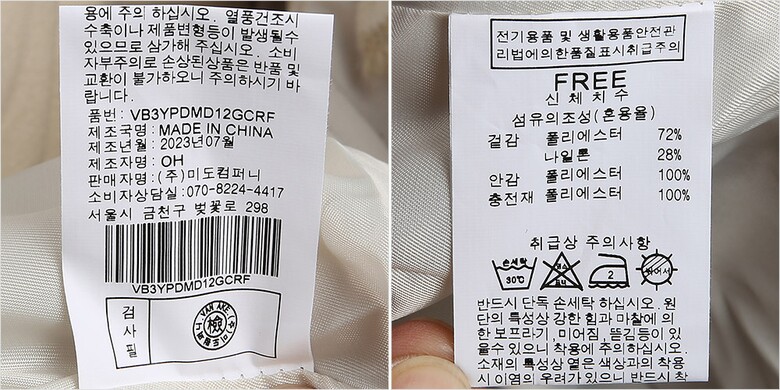 용에 주의 하십시오. 열풍건조시
수축이나 제품변형등이 발생될수
있으므로 삼가해 주십시오. 소비
자부주의로 손상된상품은 반품 및
교환이 불가하오니 주의하시기 바
랍니다.
품번: VB3YPDMD12GCRF
제조국명: MADE IN CHINA
제조년월: 2023년07월
제조자명: OH
판매자명: (주)미도컴퍼니
소비자상담실: 070-8224-4417
서울시 금천구 벚꽃로 298
VB3YPDMD12GCRF
검사필
VAN AKE
檢
전기용품 및 생활용품안전관
리법에의한품질표시취급주의
FREE
신체치수
섬유의조성(혼용율)
겉감 폴리에스터 72%
나일론 28%
안감 폴리에스터 100%
충전재 폴리에스터 100%
취급상 주의사항
손세탁
30℃
염소
표백
2
뉘어서
반드시 단독 손세탁 하십시오. 원
단의 특성상 강한 힘과 마찰에 의
한 보프라기, 미어짐, 뜯김등이 있
을수 있으니 착용에 주의하십시오.
소재의 특성상 옅은 색상과의 착용
시 이염의 우려가 있으니 반드시 착